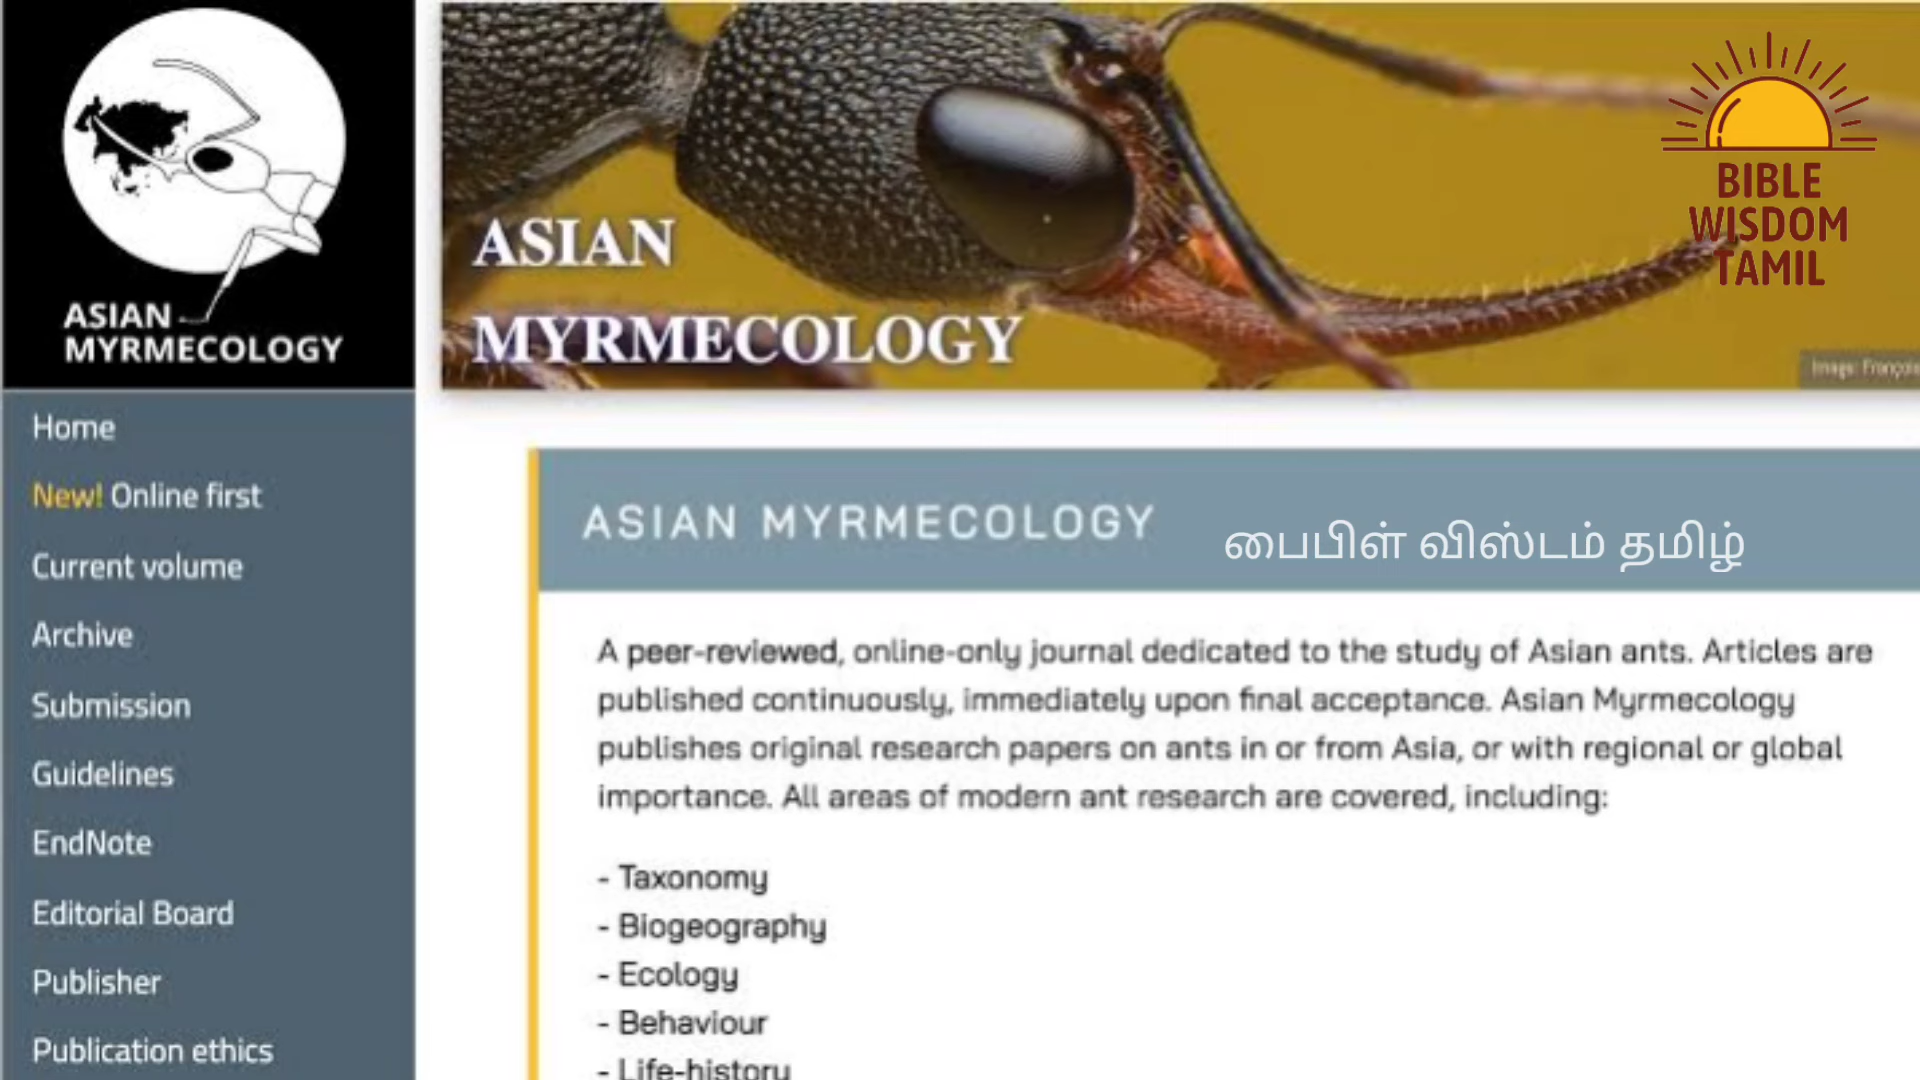 ASIAN
MYRMECOLOGY
Home
New! Online first
Current volume
Archive
Submission
Guidelines
EndNote
Editorial Board
Publisher
Publication ethics
ASIAN
MYRMECOLOGY
Image: François
BIBLE
WISDOM
TAMIL
ASIAN MYRMECOLOGY
பைபிள் விஸ்டம் தமிழ்
A peer-reviewed, online-only journal dedicated to the study of Asian ants. Articles are
published continuously, immediately upon final acceptance. Asian Myrmecology
publishes original research papers on ants in or from Asia, or with regional or global
importance. All areas of modern ant research are covered, including:
- Taxonomy
- Biogeography
- Ecology
- Behaviour
- Life-history